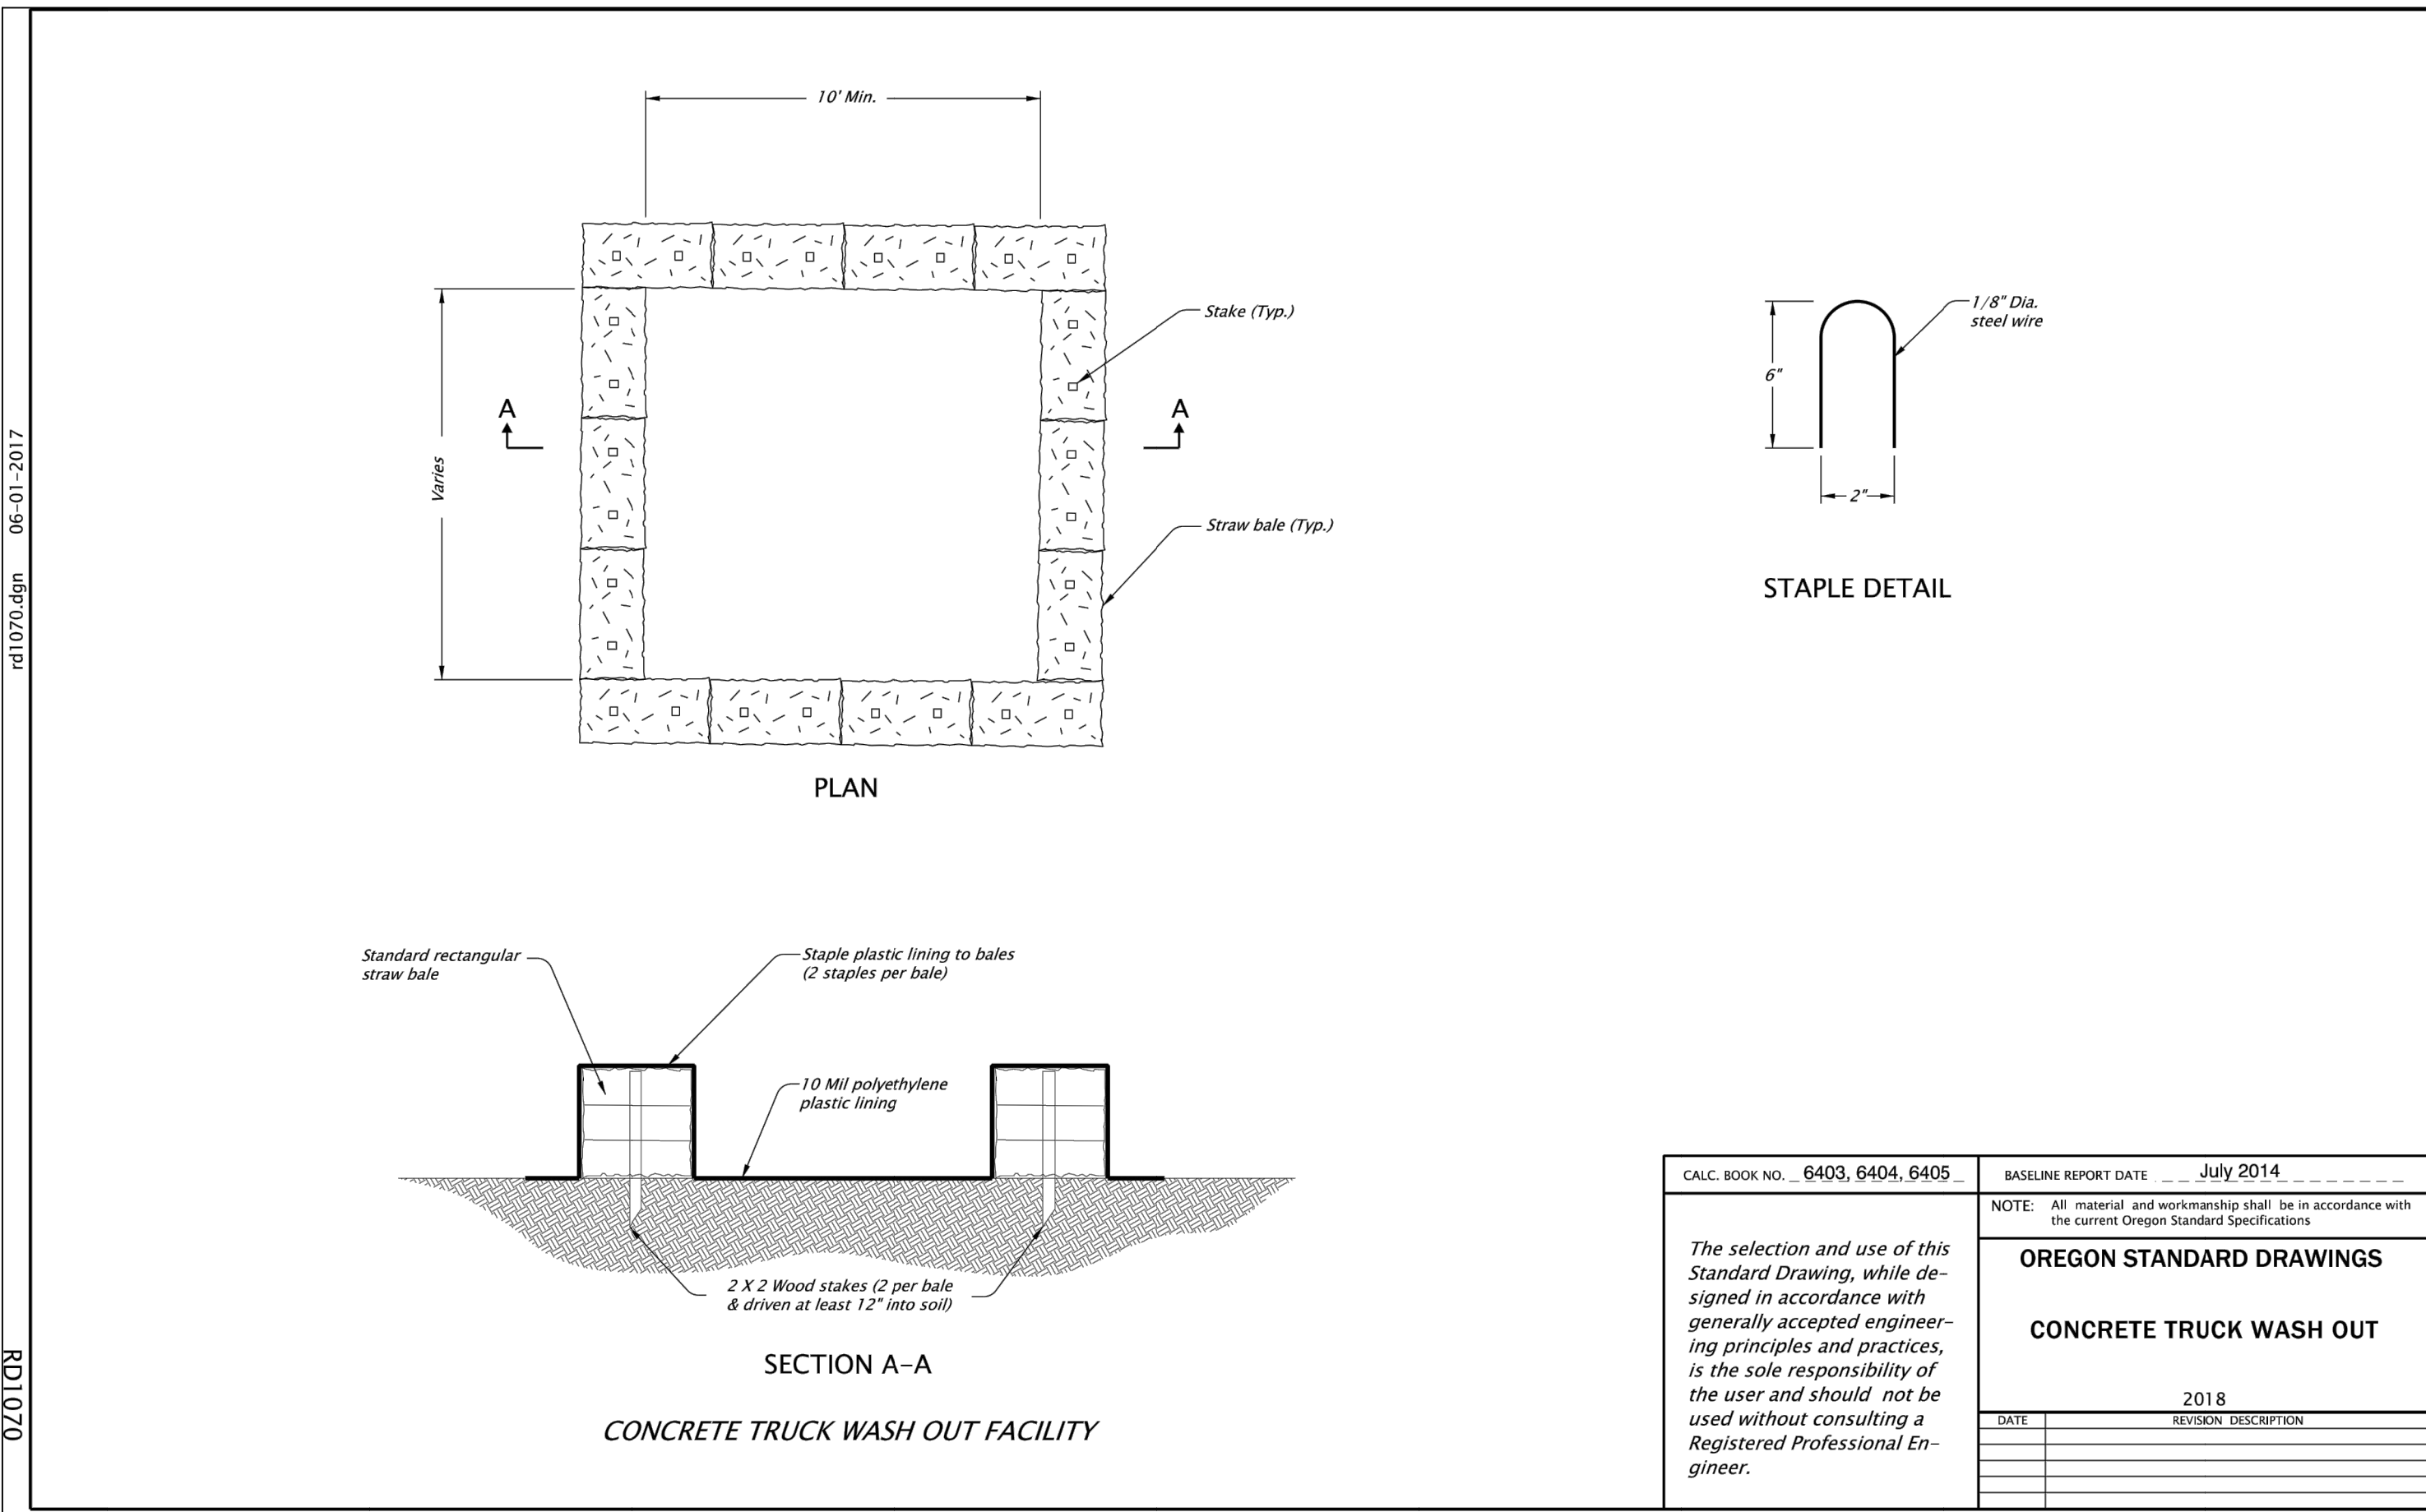 10' Min.
Stake (Typ.)
A
A
Varies
Straw bale (Typ.)
PLAN
1/8" Dia.
steel wire
6"
2"
STAPLE DETAIL
Standard rectangular
straw bale
Staple plastic lining to bales
(2 staples per bale)
10 Mil polyethylene
plastic lining
2 X 2 Wood stakes (2 per bale
& driven at least 12" into soil)
SECTION A-A
CONCRETE TRUCK WASH OUT FACILITY
rd1070.dgn 06-01-2017
RD1070
CALC. BOOK NO. 6403, 6404, 6405
BASELINE REPORT DATE July 2014
NOTE: All material and workmanship shall be in accordance with
the current Oregon Standard Specifications
The selection and use of this
Standard Drawing, while de-
signed in accordance with
generally accepted engineer-
ing principles and practices,
is the sole responsibility of
the user and should not be
used without consulting a
Registered Professional En-
gineer.
OREGON STANDARD DRAWINGS
CONCRETE TRUCK WASH OUT
2018
DATE REVISION DESCRIPTION